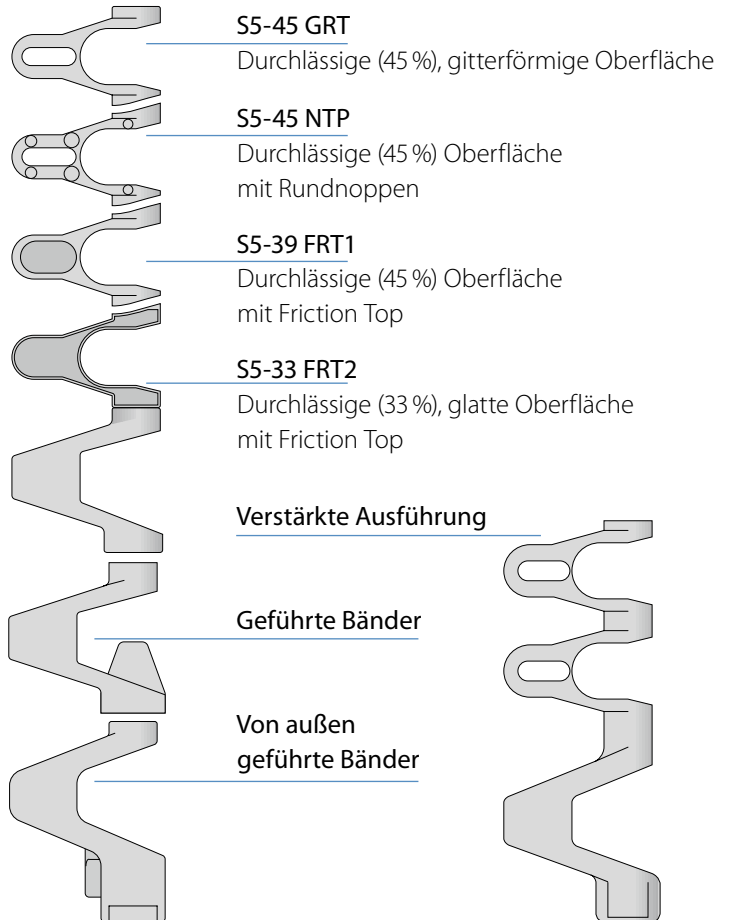 S5-45 GRT
Durchlässige (45 %), gitterförmige Oberfläche
S5-45 NTP
Durchlässige (45 %) Oberfläche
mit Rundnoppen
S5-39 FRT1
Durchlässige (45 %) Oberfläche
mit Friction Top
S5-33 FRT2
Durchlässige (33 %), glatte Oberfläche
mit Friction Top
Verstärkte Ausführung
Geführte Bänder
Von außen
geführte Bänder